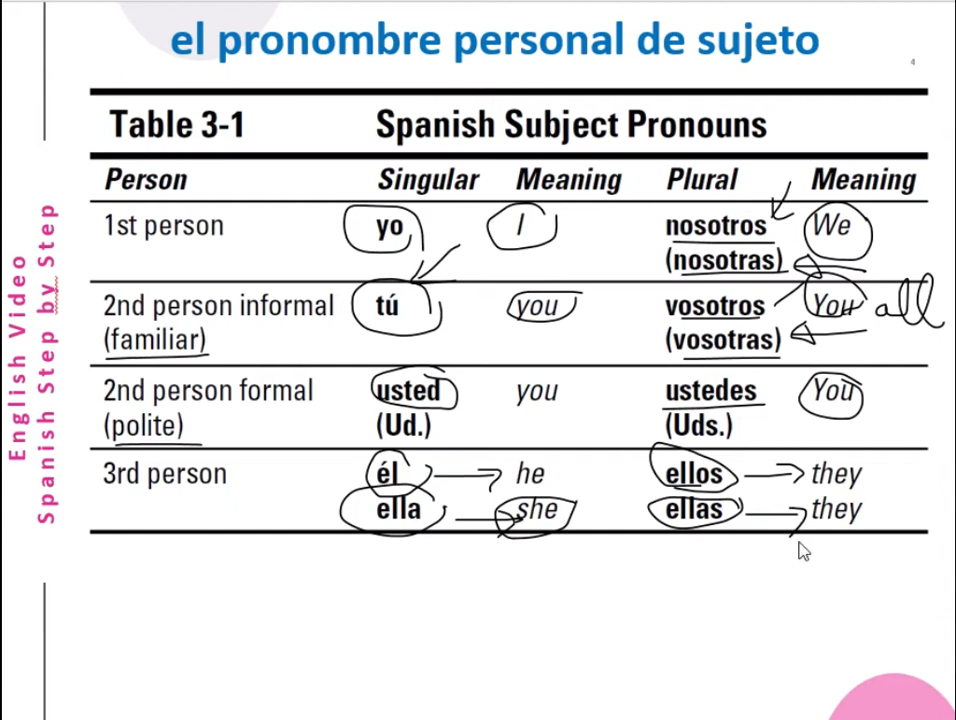 el pronombre personal de sujeto
4
Table 3-1 Spanish Subject Pronouns
Person Singular Meaning Plural Meaning
1st person yo I nosotros We
(nosotras)
2nd person informal tú you vosotros You all
(familiar) (vosotras)
2nd person formal usted you ustedes You
(polite) (Ud.) (Uds.)
3rd person él he ellos they
ella she ellas they
English Video
Spanish Step by Step